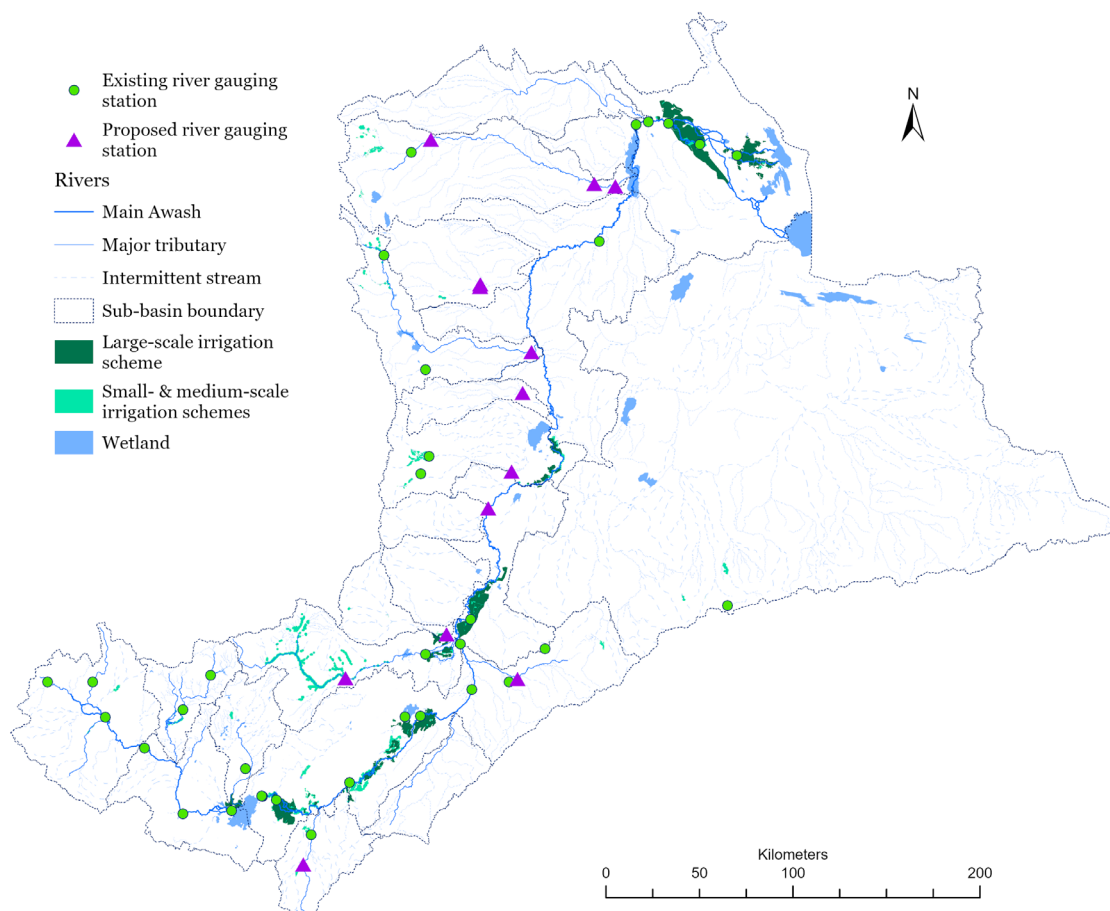 Existing river gauging
station
Proposed river gauging
station
Rivers
Main Awash
Major tributary
Intermittent stream
Sub-basin boundary
Large-scale irrigation
scheme
Small- & medium-scale
irrigation schemes
Wetland
N
Kilometers
0 50 100 200